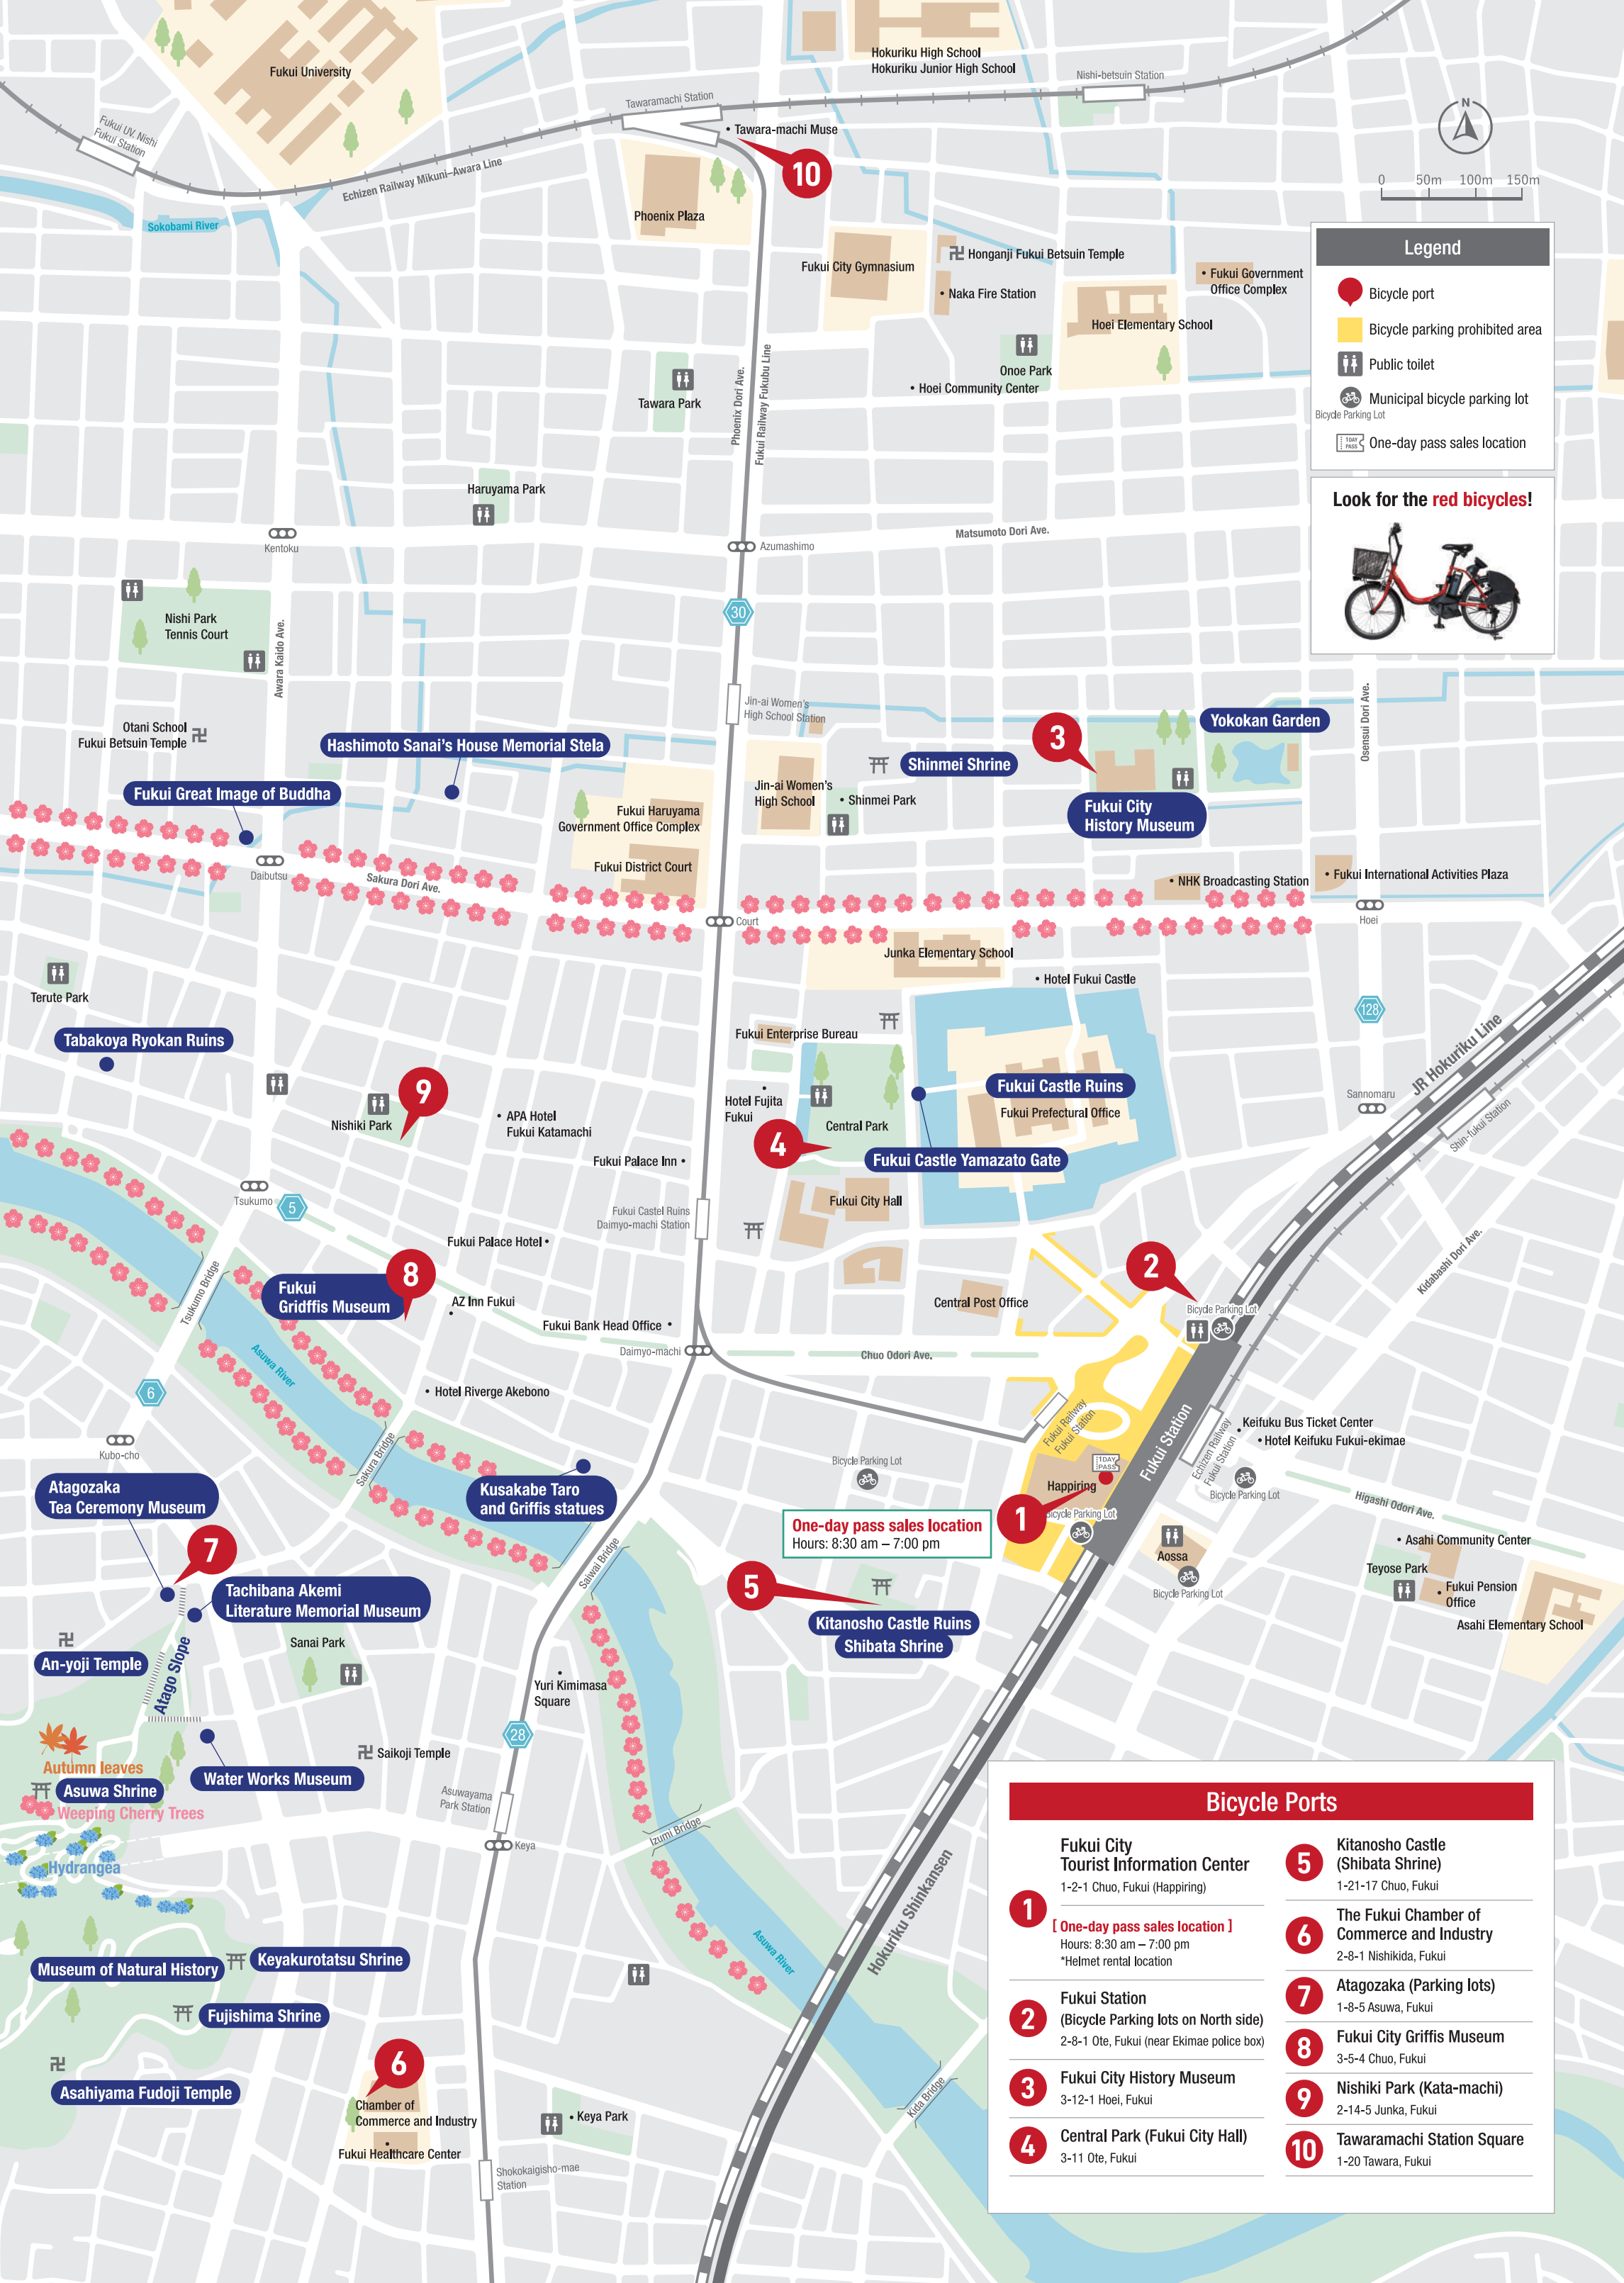 Fukui University
Hokuriku High School
Hokuriku Junior High School
Nishi-betsuin Station
Tawaramachi Station
• Tawara-machi Muse
10
Fukui UV. Nishi
Fukui Station
Echizen Railway Mikuni–Awara Line
Sokobami River
Phoenix Plaza
Fukui City Gymnasium
Honganji Fukui Betsuin Temple
• Naka Fire Station
• Fukui Government
Office Complex
Hoei Elementary School
Onoe Park
• Hoei Community Center
Tawara Park
Phoenix Dori Ave.
Fukui Railway Fukubu Line
N
0 50m 100m 150m
Legend
Bicycle port
Bicycle parking prohibited area
Public toilet
Municipal bicycle parking lot
Bicycle Parking Lot
1DAY
PASS
One-day pass sales location
Look for the red bicycles!
Haruyama Park
Kentoku
Azumashimo
Matsumoto Dori Ave.
30
Nishi Park
Tennis Court
Awara Kaido Ave.
Jin-ai Women's
High School Station
Osensui Dori Ave.
Otani School
Fukui Betsuin Temple
Hashimoto Sanai's House Memorial Stela
Fukui Great Image of Buddha
3
Yokokan Garden
Shinmei Shrine
Jin-ai Women's
High School
• Shinmei Park
Fukui City
History Museum
Fukui Haruyama
Government Office Complex
Fukui District Court
Daibutsu
Sakura Dori Ave.
• NHK Broadcasting Station
• Fukui International Activities Plaza
Court
Hoei
Junka Elementary School
• Hotel Fukui Castle
Terute Park
128
Tabakoya Ryokan Ruins
Fukui Enterprise Bureau
JR Hokuriku Line
9
Nishiki Park
• APA Hotel
Fukui Katamachi
Hotel Fujita
Fukui
Fukui Castle Ruins
Fukui Prefectural Office
Sannomaru
Shin-fukui Station
Central Park
4
Fukui Castle Yamazato Gate
Fukui Palace Inn •
Tsukumo
5
Fukui City Hall
Fukui Castel Ruins
Daimyo-machi Station
Fukui Palace Hotel •
Kidabashi Dori Ave.
Tsukumo Bridge
Fukui
Gridffis Museum
8
AZ Inn Fukui
2
Bicycle Parking Lot
Central Post Office
Fukui Bank Head Office •
Daimyo-machi
Chuo Odori Ave.
Asuwa River
6
• Hotel Riverge Akebono
Fukui Railway
Fukui Station
Fukui Station
Echizen Railway
Fukui Station
Keifuku Bus Ticket Center
• Hotel Keifuku Fukui-ekimae
Kubo-cho
Sakura Bridge
Bicycle Parking Lot
1DAY
PASS
Happiring
1
Bicycle Parking Lot
Bicycle Parking Lot
Higashi Odori Ave.
Atagozaka
Tea Ceremony Museum
Kusakabe Taro
and Griffis statues
One-day pass sales location
Hours: 8:30 am – 7:00 pm
7
Saiwai Bridge
Aossa
Bicycle Parking Lot
• Asahi Community Center
Teyose Park
• Fukui Pension
Office
Asahi Elementary School
5
Tachibana Akemi
Literature Memorial Museum
Kitanosho Castle Ruins
Shibata Shrine
An-yoji Temple
Atago Slope
Sanai Park
Yuri Kimimasa
Square
28
Autumn leaves
Asuwa Shrine
Weeping Cherry Trees
Hydrangea
Water Works Museum
Saikoji Temple
Asuwayama
Park Station
Keya
Izumi Bridge
Asuwa River
Hokuriku Shinkansen
Museum of Natural History
Keyakurotatsu Shrine
Fujishima Shrine
Asahiyama Fudoji Temple
6
Chamber of
Commerce and Industry
Fukui Healthcare Center
• Keya Park
Kida Bridge
Shokokaigisho-mae
Station
Bicycle Ports
1
Fukui City
Tourist Information Center
1-2-1 Chuo, Fukui (Happiring)
[ One-day pass sales location ]
Hours: 8:30 am – 7:00 pm
*Helmet rental location
2
Fukui Station
(Bicycle Parking lots on North side)
2-8-1 Ote, Fukui (near Ekimae police box)
3
Fukui City History Museum
3-12-1 Hoei, Fukui
4
Central Park (Fukui City Hall)
3-11 Ote, Fukui
5
Kitanosho Castle
(Shibata Shrine)
1-21-17 Chuo, Fukui
6
The Fukui Chamber of
Commerce and Industry
2-8-1 Nishikida, Fukui
7
Atagozaka (Parking lots)
1-8-5 Asuwa, Fukui
8
Fukui City Griffis Museum
3-5-4 Chuo, Fukui
9
Nishiki Park (Kata-machi)
2-14-5 Junka, Fukui
10
Tawaramachi Station Square
1-20 Tawara, Fukui